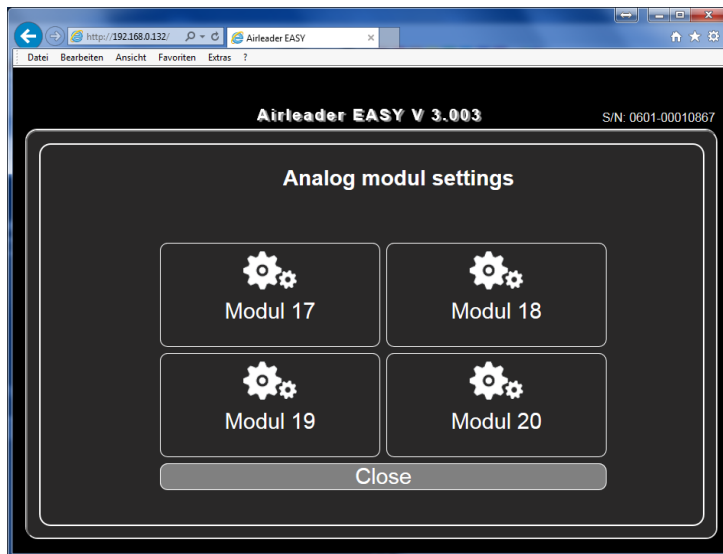 http://192.168.0.132/
Airleader EASY
Datei Bearbeiten Ansicht Favoriten Extras ?
Airleader EASY V 3.003
S/N: 0601-00010867
Analog modul settings
Modul 17 Modul 18
Modul 19 Modul 20
Close